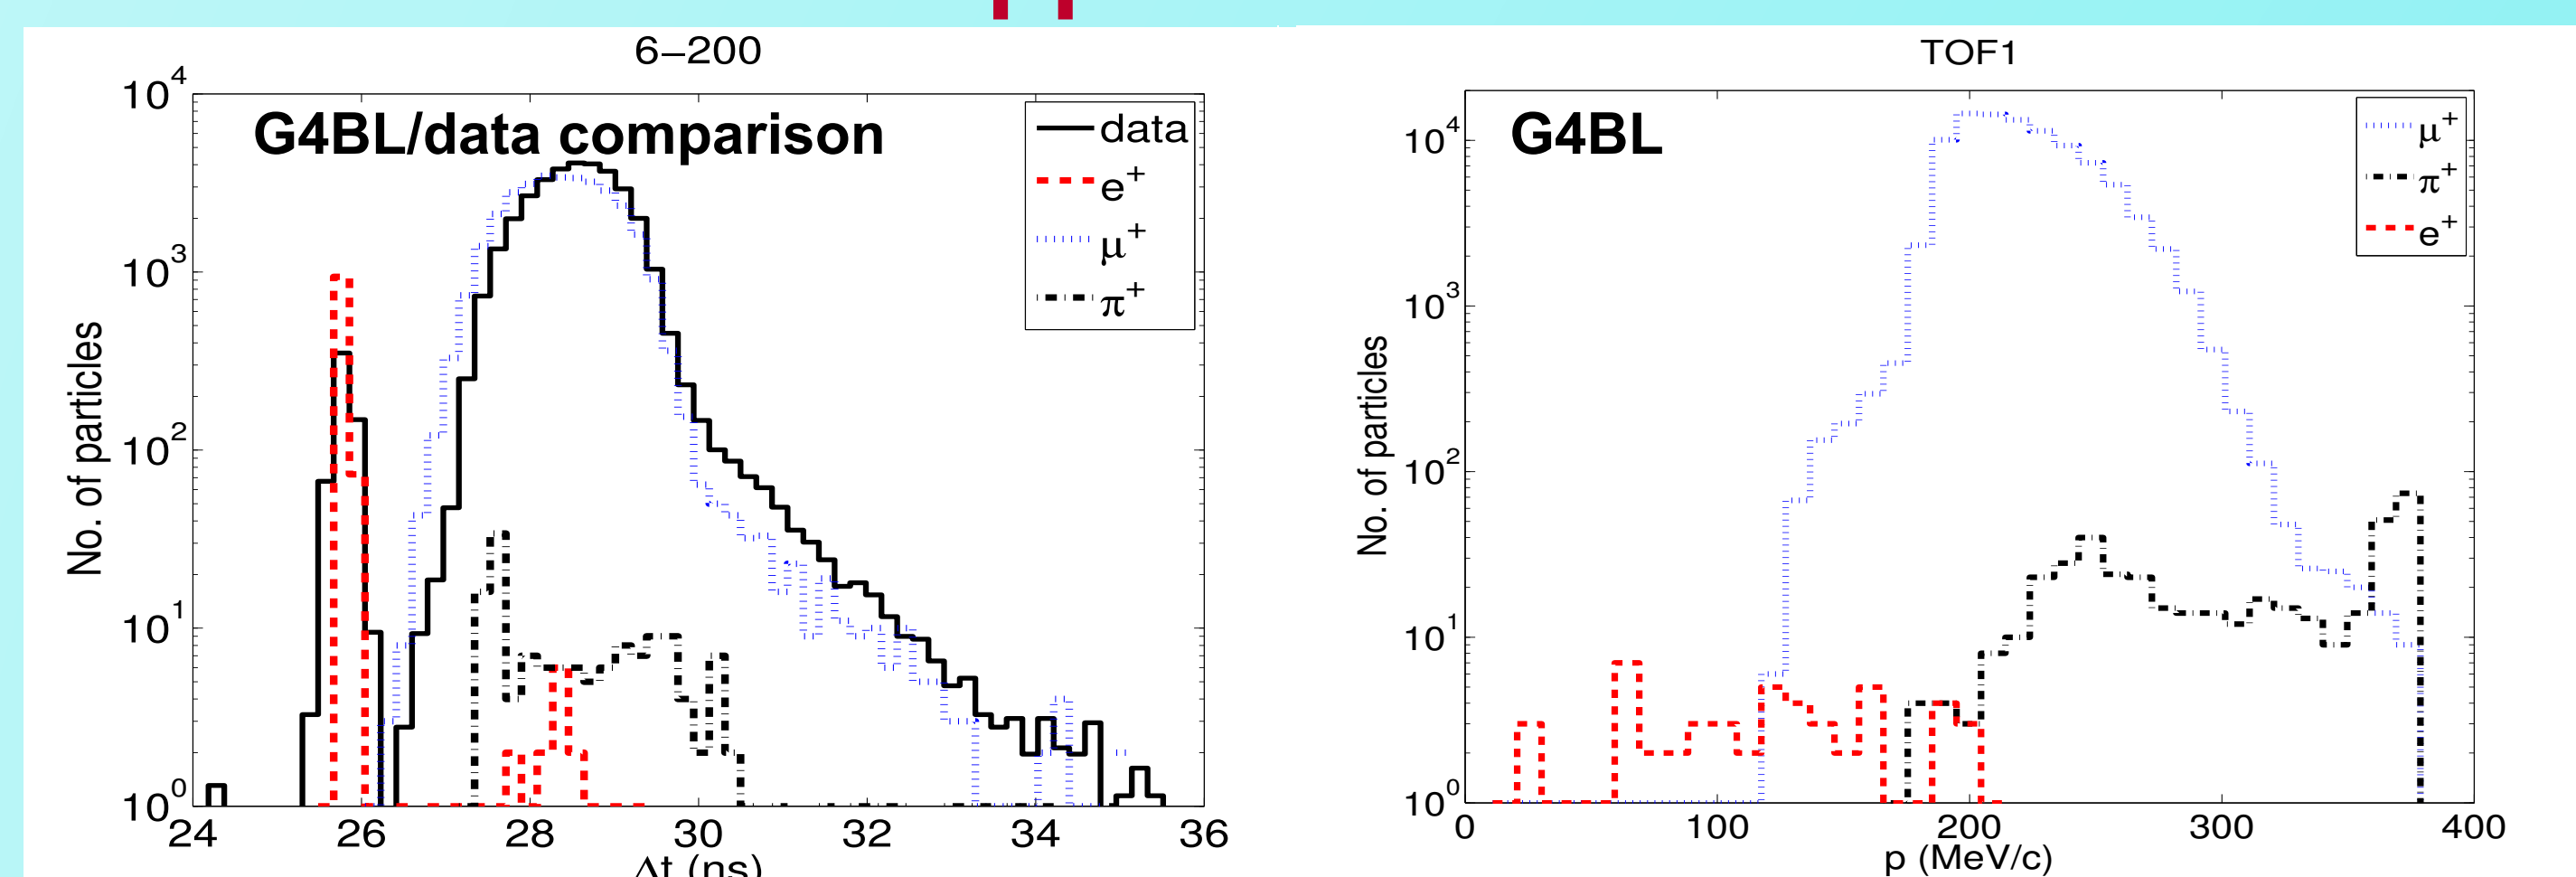 6–200
G4BL/data comparison
data
e+
μ+
π+
No. of particles
10^4
10^3
10^2
10^1
10^0
24 26 28 30 32 34 36
Δt (ns)
TOF1
G4BL
μ+
π+
e+
No. of particles
10^4
10^3
10^2
10^1
10^0
0 100 200 300 400
p (MeV/c)